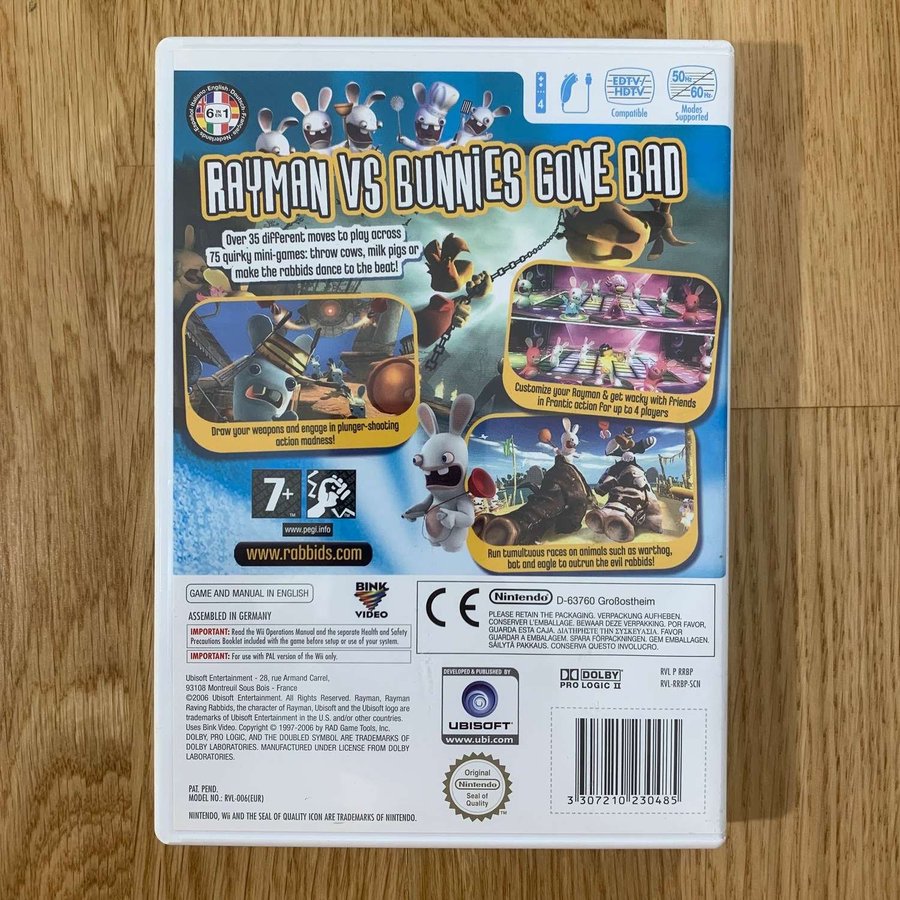 Italiano • English • Deutsch • Français • Nederlands • Español
6 IN EN 1
4
EDTV/
HDTV
Compatible
50Hz
60Hz
Modes
Supported
RAYMAN VS BUNNIES GONE BAD
Over 35 different moves to play across
75 quirky mini-games: throw cows, milk pigs or
make the rabbids dance to the beat!
Customize your Rayman & get wacky with friends
in frantic action for up to 4 players
Draw your weapons and engage in plunger-shooting
action madness!
Run tumultuous races on animals such as warthog,
bat and eagle to outrun the evil rabbids!
7+
www.pegi.info
www.rabbids.com
GAME AND MANUAL IN ENGLISH
ASSEMBLED IN GERMANY
IMPORTANT: Read the Wii Operations Manual and the separate Health and Safety
Precautions Booklet included with the game before setup or use of your system.
IMPORTANT: For use with PAL version of the Wii only.
BINK
VIDEO
CE
Nintendo D-63760 Großostheim
PLEASE RETAIN THE PACKAGING. VERPACKUNG AUFHEBEN.
CONSERVER L'EMBALLAGE. BEWAAR DEZE VERPAKKING. POR FAVOR,
GUARDA ESTA CAJA. ΔΙΑΤΗΡΗΣΤΕ ΤΗΝ ΣΥΣΚΕΥΑΣΙΑ. FAVOR
GUARDAR A EMBALAGEM. SPARA FÖRPACKNINGEN. GEM EMBALLAGEN.
SÄILYTÄ PAKKAUS. CONSERVA QUESTO INVOLUCRO.
Ubisoft Entertainment - 28, rue Armand Carrel,
93108 Montreuil Sous Bois - France
©2006 Ubisoft Entertainment. All Rights Reserved. Rayman, Rayman
Raving Rabbids, the character of Rayman, Ubisoft and the Ubisoft logo are
trademarks of Ubisoft Entertainment in the U.S. and/or other countries.
Uses Bink Video. Copyright © 1997-2006 by RAD Game Tools, Inc.
DOLBY, PRO LOGIC, AND THE DOUBLED SYMBOL ARE TRADEMARKS OF
DOLBY LABORATORIES. MANUFACTURED UNDER LICENSE FROM DOLBY
LABORATORIES.
DEVELOPED & PUBLISHED BY
UBISOFT
www.ubi.com
DOLBY
PRO LOGIC II
RVL P RRBP
RVL-RRBP-SCN
Original
Nintendo
Seal of
Quality
3 307210 230485
PAT. PEND.
MODEL NO.: RVL-006(EUR)
NINTENDO, Wii AND THE SEAL OF QUALITY ICON ARE TRADEMARKS OF NINTENDO.